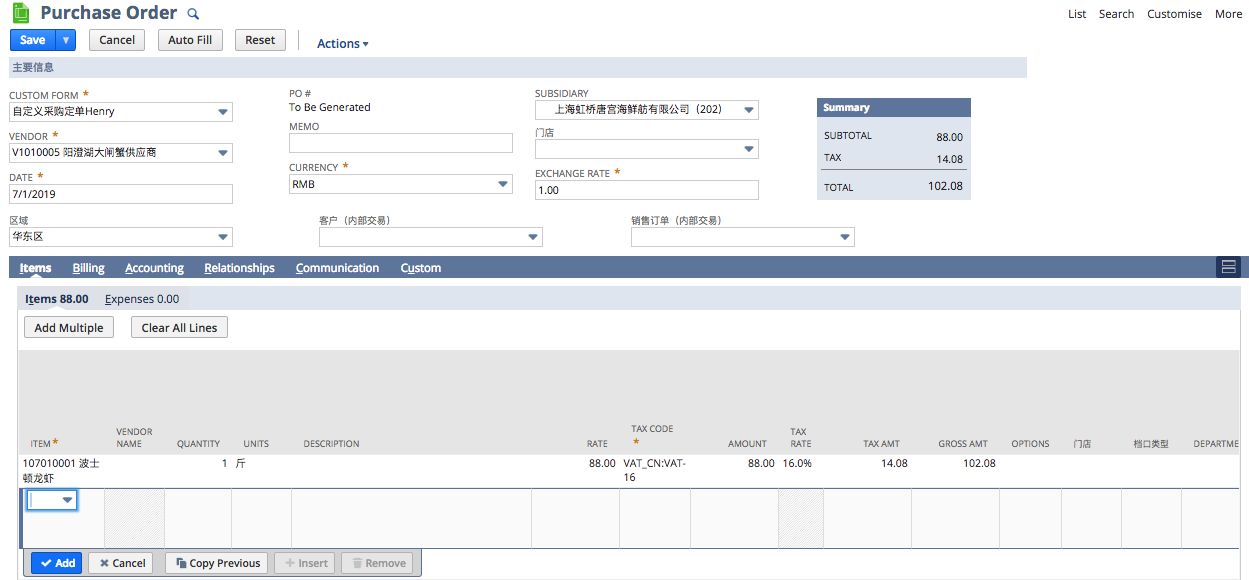 Purchase Order
List Search Customise More
Save Cancel Auto Fill Reset Actions
主要信息
CUSTOM FORM *
自定义采购定单Henry
VENDOR *
V1010005 阳澄湖大闸蟹供应商
DATE *
7/1/2019
区域
华东区
PO #
To Be Generated
MEMO
CURRENCY *
RMB
客户（内部交易）
SUBSIDIARY
上海虹桥唐宫海鲜舫有限公司（202）
门店
EXCHANGE RATE *
1.00
销售订单（内部交易）
Summary
SUBTOTAL 88.00
TAX 14.08
TOTAL 102.08
Items Billing Accounting Relationships Communication Custom
Items 88.00 Expenses 0.00
Add Multiple Clear All Lines
ITEM * VENDOR NAME QUANTITY UNITS DESCRIPTION RATE TAX CODE * AMOUNT TAX RATE TAX AMT GROSS AMT OPTIONS 门店 档口类型 DEPARTME
107010001 波士 1 斤 88.00 VAT_CN:VAT- 88.00 16.0% 14.08 102.08
顿龙虾 16
Add Cancel Copy Previous Insert Remove